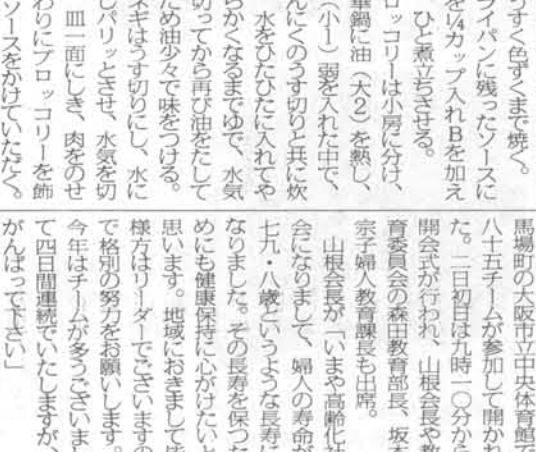 うすく色ずくまで焼く。
ライパンに残ったソースに
を¼カップ入れBを加え
ひと煮立ちさせる。
ロッコリーは小房に分け、
華鍋に油（大2）を熱し、
（小1）弱を入れた中で、
んにくのうす切りと共に炊
水をひたひたに入れてや
らかくなるまでゆで、水気
切ってから再び油をたして
ため油少々で味をつける。
ネギはうす切りにし、水に
しパリッとさせ、水気を切
皿一面にしき、肉をのせ
わりにブロッコリーを飾
ソースをかけていただく。
馬場町の大阪市立中央体育館で
八十五チームが参加して開かれ
た。二日初日は九時一〇分から
開会式が行われ、山根会長や教
育委員会の森田教育部長、坂本
宗子婦人教育課長も出席。
山根会長が「いまや高齢化社
会になりまして、婦人の寿命が
七九・八歳というような長寿に
なりました。その長寿を保つた
めにも健康保持に心がけたいと
思います。地域におきまして皆
様方はリーダーでございますの
で格別の努力をお願いします。
今年はチームが多うございまし
て四日間連続でいたしますが、
がんばって下さい」